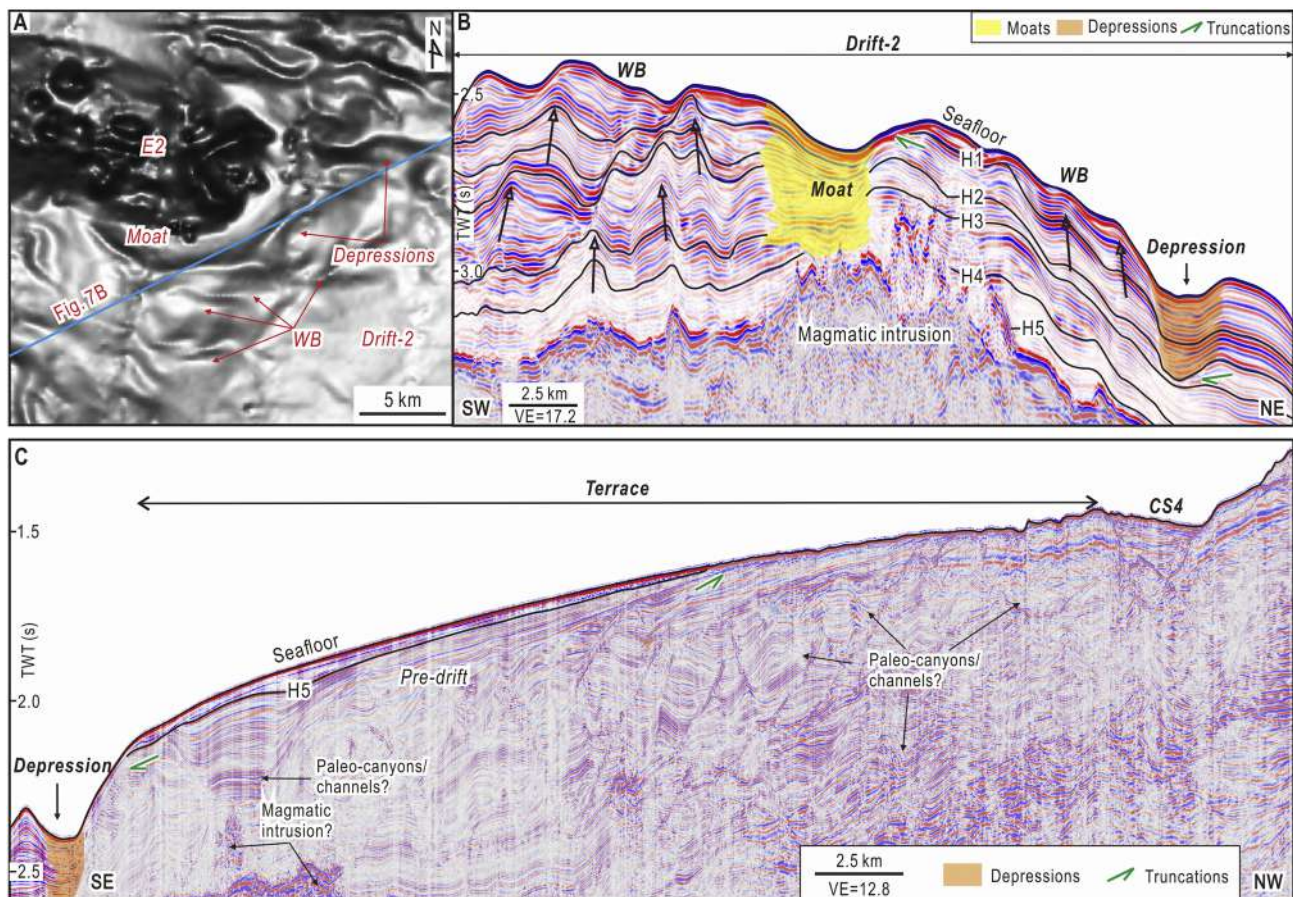 A
N
E2
Moat
Depressions
Fig. 7B
WB
Drift-2
5 km
B
Moats
Depressions
Truncations
Drift-2
WB
2.5
Seafloor
H1
Moat
H2
WB
H3
TWT (s)
Depression
3.0
H4
H5
Magmatic intrusion
2.5 km
SW
VE=17.2
NE
C
Terrace
CS4
1.5
TWT (s)
Seafloor
Paleo-canyons/
channels?
H5
Pre-drift
2.0
Depression
Paleo-canyons/
channels?
Magmatic
intrusion?
2.5
SE
2.5 km
VE=12.8
Depressions
Truncations
NW